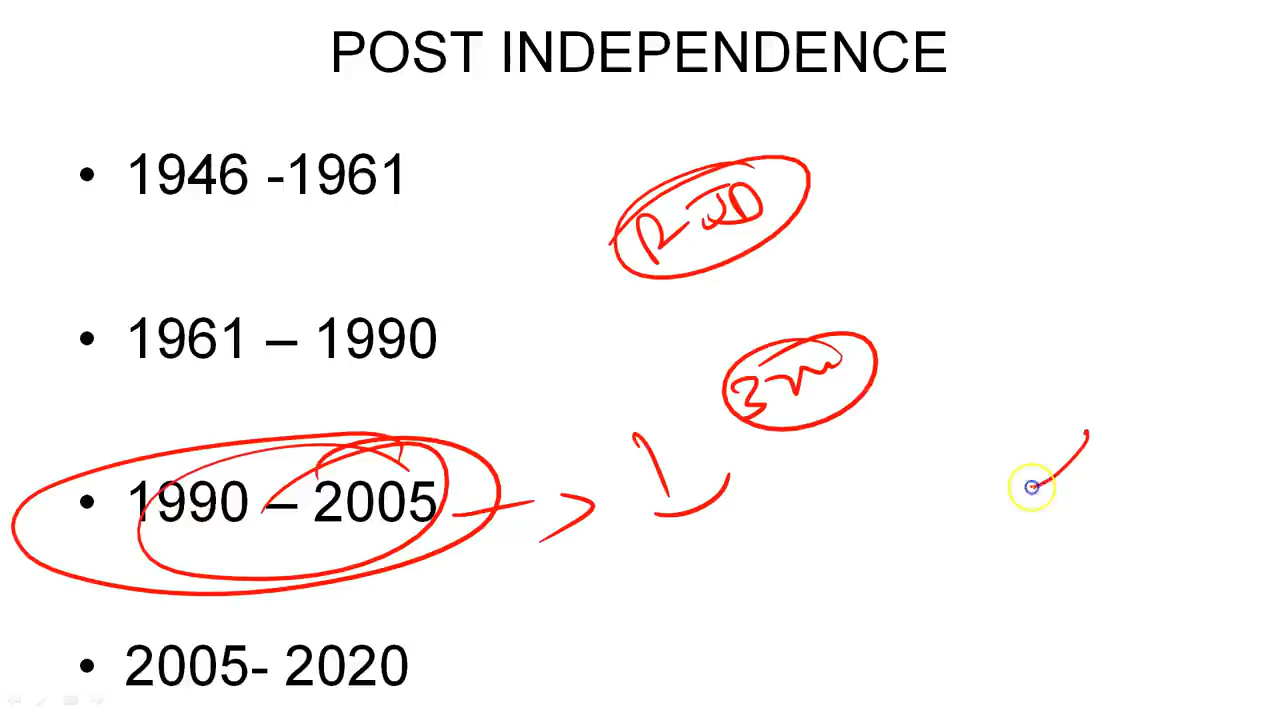 POST INDEPENDENCE
• 1946 -1961
• 1961 – 1990
• 1990 – 2005
• 2005- 2020